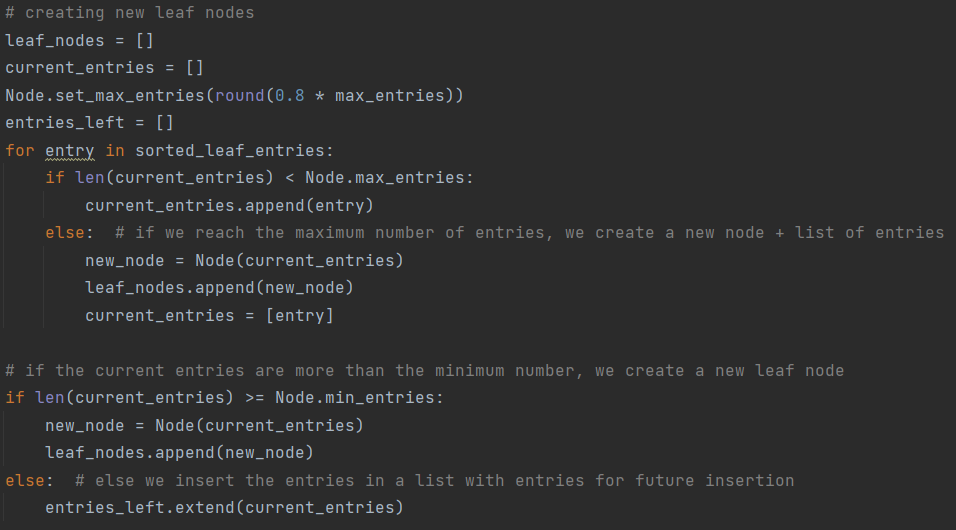 # creating new leaf nodes
leaf_nodes = []
current_entries = []
Node.set_max_entries(round(0.8 * max_entries))
entries_left = []
for entry in sorted_leaf_entries:
    if len(current_entries) < Node.max_entries:
        current_entries.append(entry)
    else:  # if we reach the maximum number of entries, we create a new node + list of entries
        new_node = Node(current_entries)
        leaf_nodes.append(new_node)
        current_entries = [entry]

# if the current entries are more than the minimum number, we create a new leaf node
if len(current_entries) >= Node.min_entries:
    new_node = Node(current_entries)
    leaf_nodes.append(new_node)
else:  # else we insert the entries in a list with entries for future insertion
    entries_left.extend(current_entries)